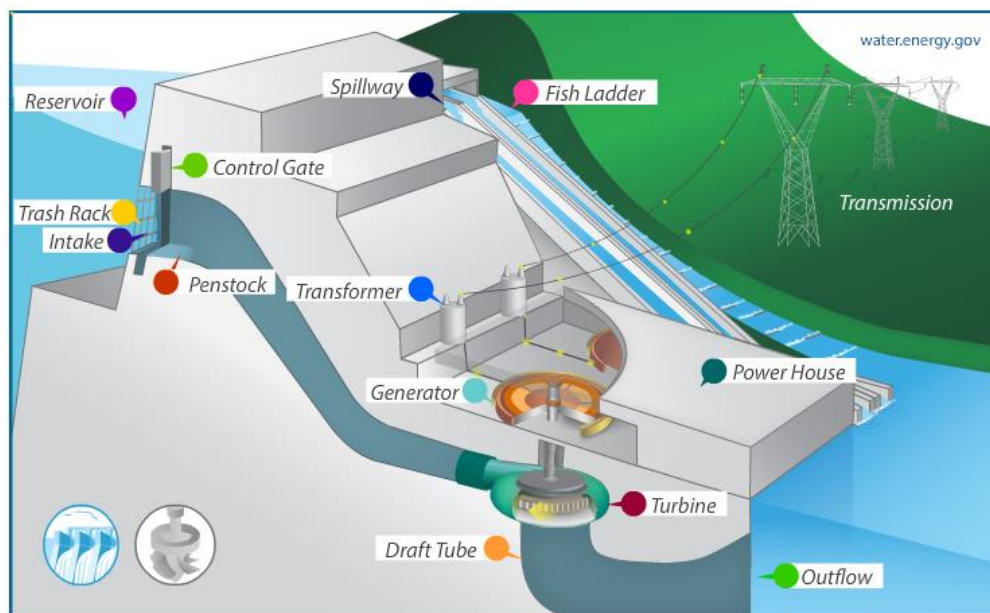 water.energy.gov
Spillway
Fish Ladder
Reservoir
Control Gate
Transmission
Trash Rack
Intake
Penstock
Transformer
Power House
Generator
Turbine
Draft Tube
Outflow